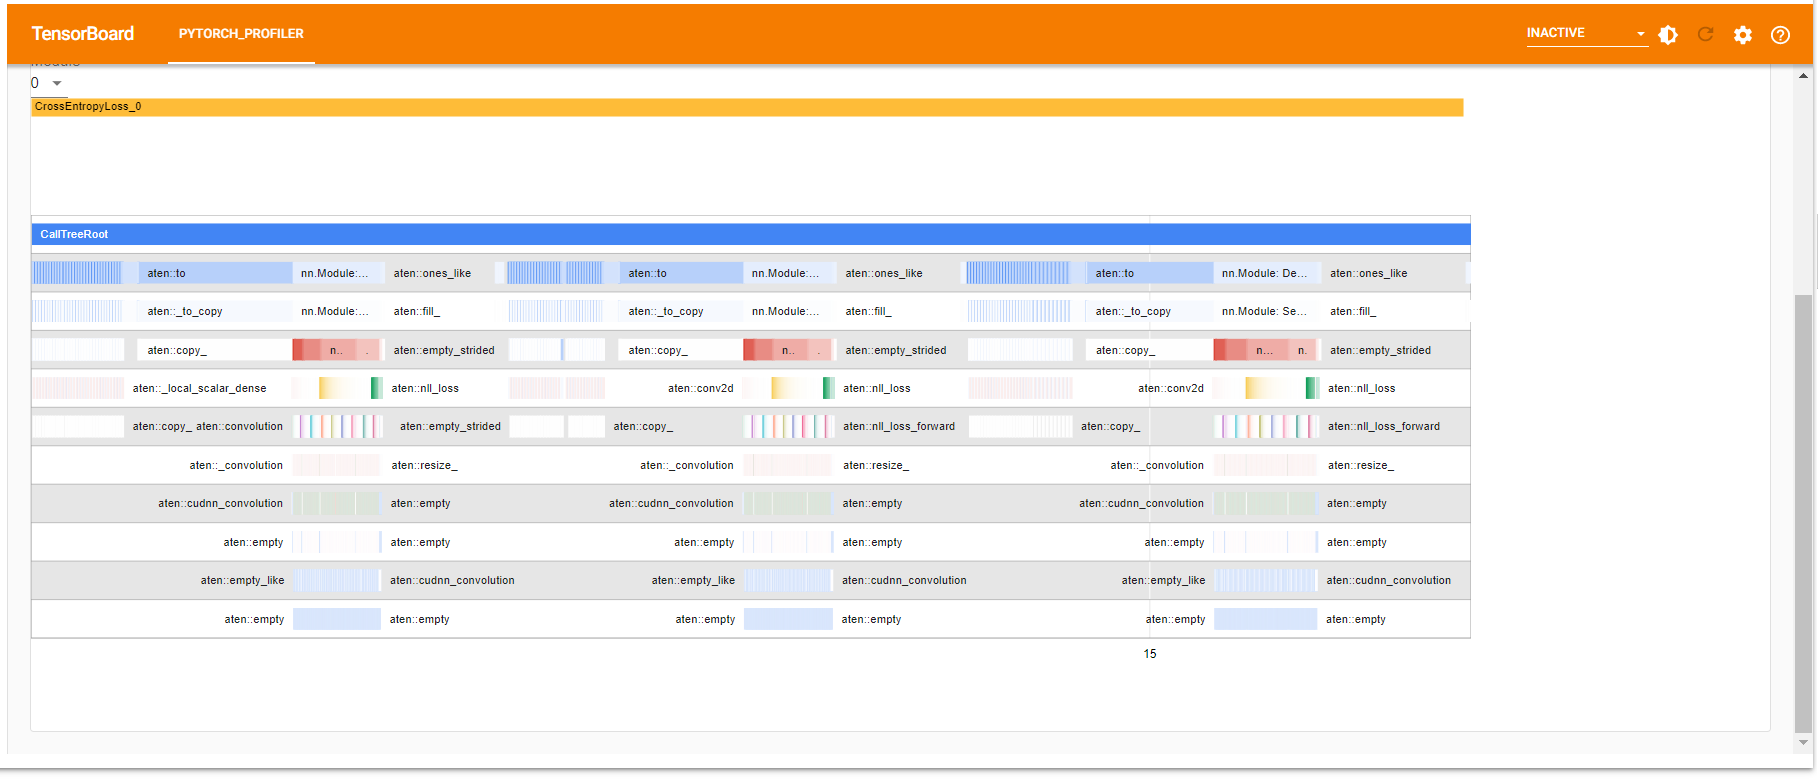 TensorBoard PYTORCH_PROFILER INACTIVE
Module
0
CrossEntropyLoss_0
CallTreeRoot
aten::to nn.Module:... aten::ones_like aten::to nn.Module:... aten::ones_like aten::to nn.Module: De... aten::ones_like
aten::_to_copy nn.Module:... aten::fill_ aten::_to_copy nn.Module:... aten::fill_ aten::_to_copy nn.Module: Se... aten::fill_
aten::copy_ n.. . aten::empty_strided aten::copy_ n.. . aten::empty_strided aten::copy_ n... n. aten::empty_strided
aten::_local_scalar_dense aten::nll_loss aten::conv2d aten::nll_loss aten::conv2d aten::nll_loss
aten::copy_ aten::convolution aten::empty_strided aten::copy_ aten::nll_loss_forward aten::copy_ aten::nll_loss_forward
aten::_convolution aten::resize_ aten::_convolution aten::resize_ aten::_convolution aten::resize_
aten::cudnn_convolution aten::empty aten::cudnn_convolution aten::empty aten::cudnn_convolution aten::empty
aten::empty aten::empty aten::empty aten::empty aten::empty aten::empty
aten::empty_like aten::cudnn_convolution aten::empty_like aten::cudnn_convolution aten::empty_like aten::cudnn_convolution
aten::empty aten::empty aten::empty aten::empty aten::empty aten::empty
15